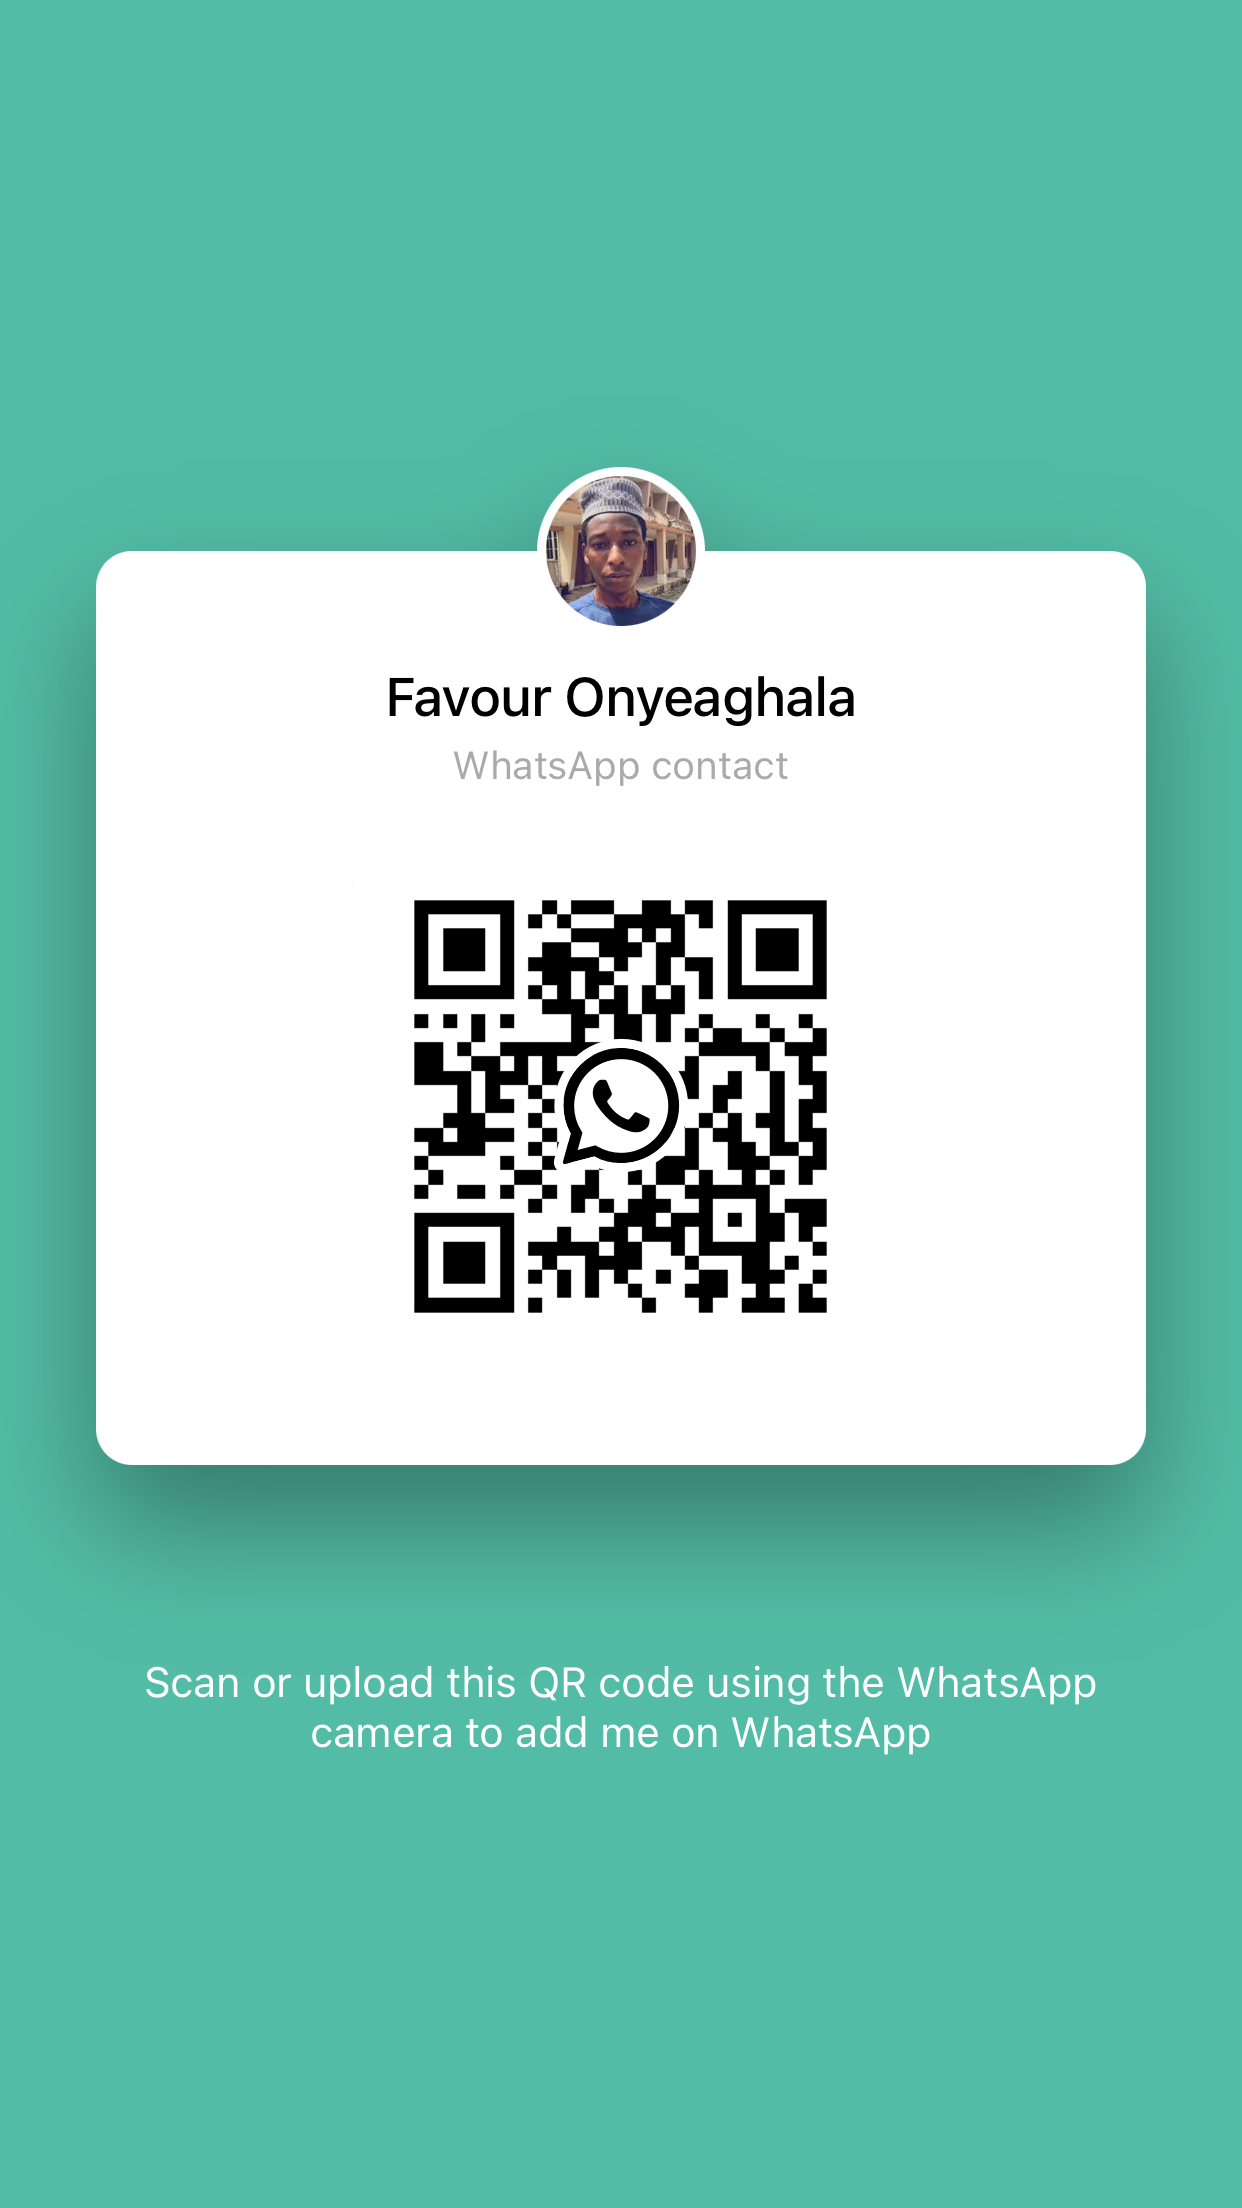 Favour Onyeaghala
WhatsApp contact
Scan or upload this QR code using the WhatsApp
camera to add me on WhatsApp